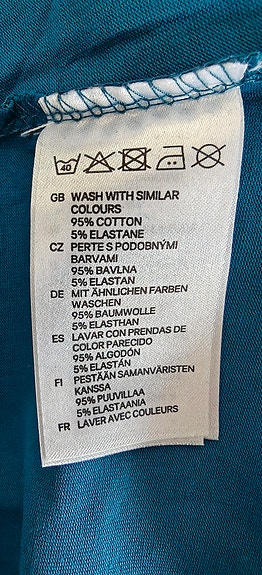 40
GB WASH WITH SIMILAR
COLOURS
95% COTTON
5% ELASTANE
CZ PERTE S PODOBNÝMI
BARVAMI
95% BAVLNA
5% ELASTAN
DE MIT ÄHNLICHEN FARBEN
WASCHEN
95% BAUMWOLLE
5% ELASTHAN
ES LAVAR CON PRENDAS DE
COLOR PARECIDO
95% ALGODÓN
5% ELASTÁN
FI PESTÄÄN SAMANVÄRISTEN
KANSSA
95% PUUVILLAA
5% ELASTAANIA
FR LAVER AVEC COULEURS